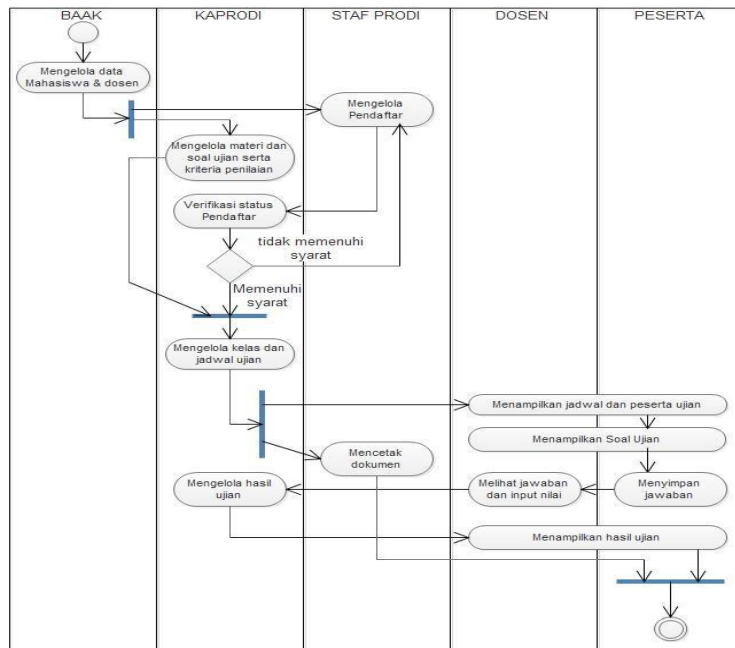 BAAK
KAPRODI
STAF PRODI
DOSEN
PESERTA
Mengelola data
Mahasiswa & dosen
Mengelola
Pendaftar
Mengelola materi dan
soal ujian serta
kriteria penilaian
Verifikasi status
Pendaftar
tidak memenuhi
syarat
Memenuhi
syarat
Mengelola kelas dan
jadwal ujian
Menampilkan jadwal dan peserta ujian
Menampilkan Soal Ujian
Mencetak
dokumen
Mengelola hasil
ujian
Melihat jawaban
dan input nilai
Menyimpan
jawaban
Menampilkan hasil ujian